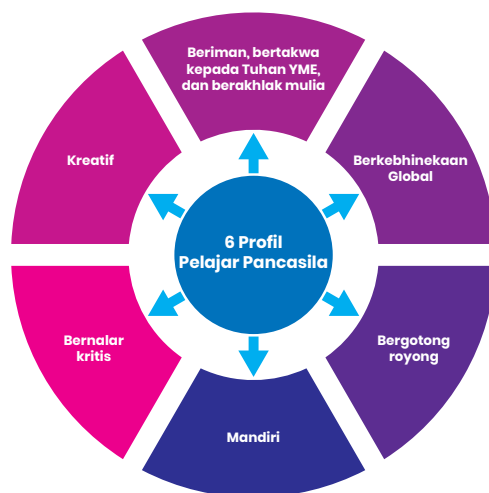 Beriman, bertakwa
kepada Tuhan YME,
dan berakhlak mulia
Kreatif
Berkebhinekaan
Global
6 Profil
Pelajar Pancasila
Bernalar
kritis
Bergotong
royong
Mandiri